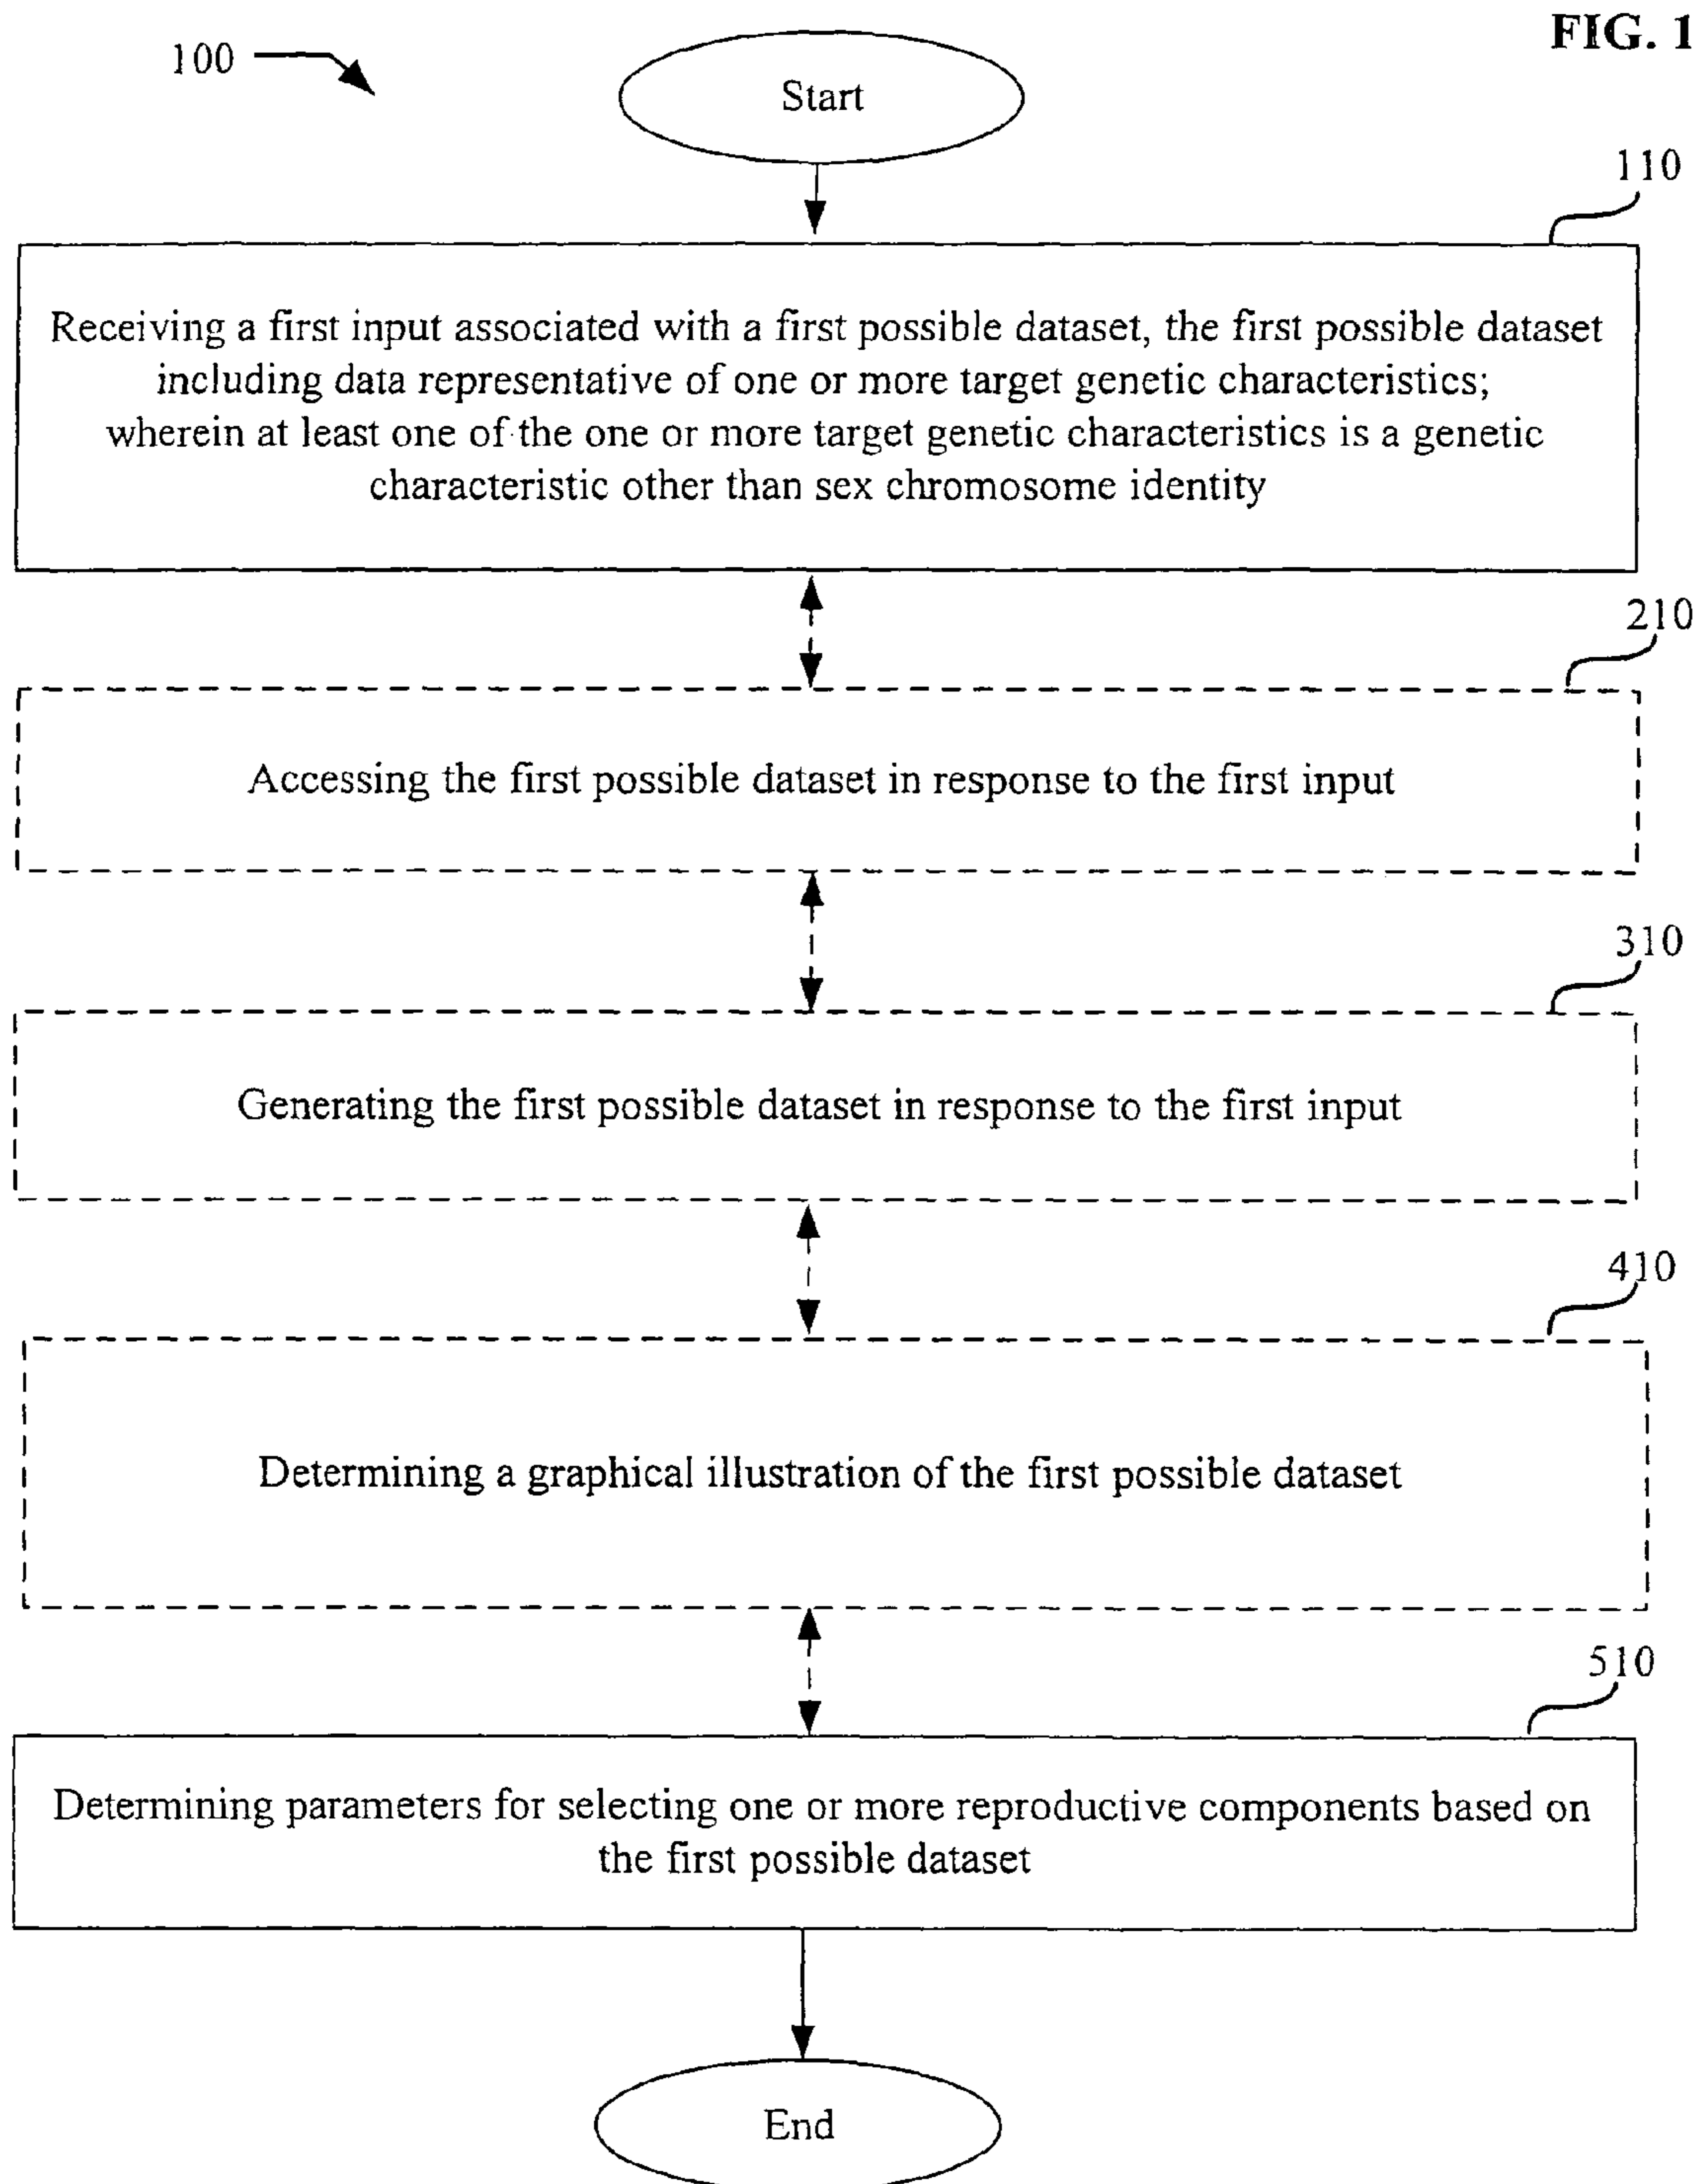 FIG. 1
100
Start
110
Receiving a first input associated with a first possible dataset, the first possible dataset
including data representative of one or more target genetic characteristics;
wherein at least one of the one or more target genetic characteristics is a genetic
characteristic other than sex chromosome identity
210
Accessing the first possible dataset in response to the first input
310
Generating the first possible dataset in response to the first input
410
Determining a graphical illustration of the first possible dataset
510
Determining parameters for selecting one or more reproductive components based on
the first possible dataset
End